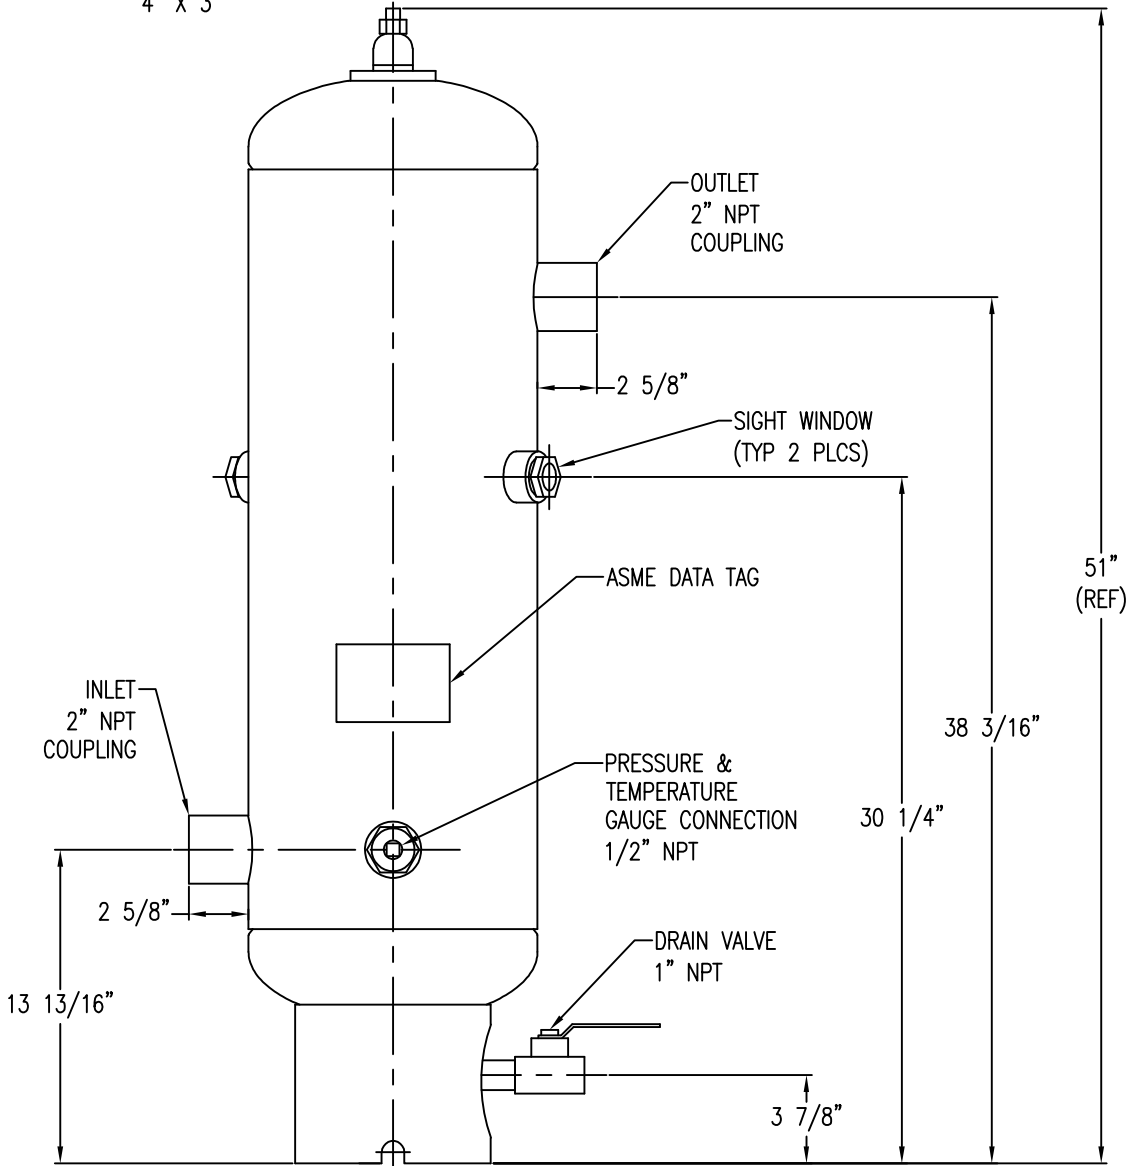 4" X 3"
OUTLET
2" NPT
COUPLING
2 5/8"
SIGHT WINDOW
(TYP 2 PLCS)
51"
(REF)
ASME DATA TAG
INLET
2" NPT
COUPLING
38 3/16"
PRESSURE &
TEMPERATURE
GAUGE CONNECTION
1/2" NPT
30 1/4"
2 5/8"
DRAIN VALVE
1" NPT
13 13/16"
3 7/8"